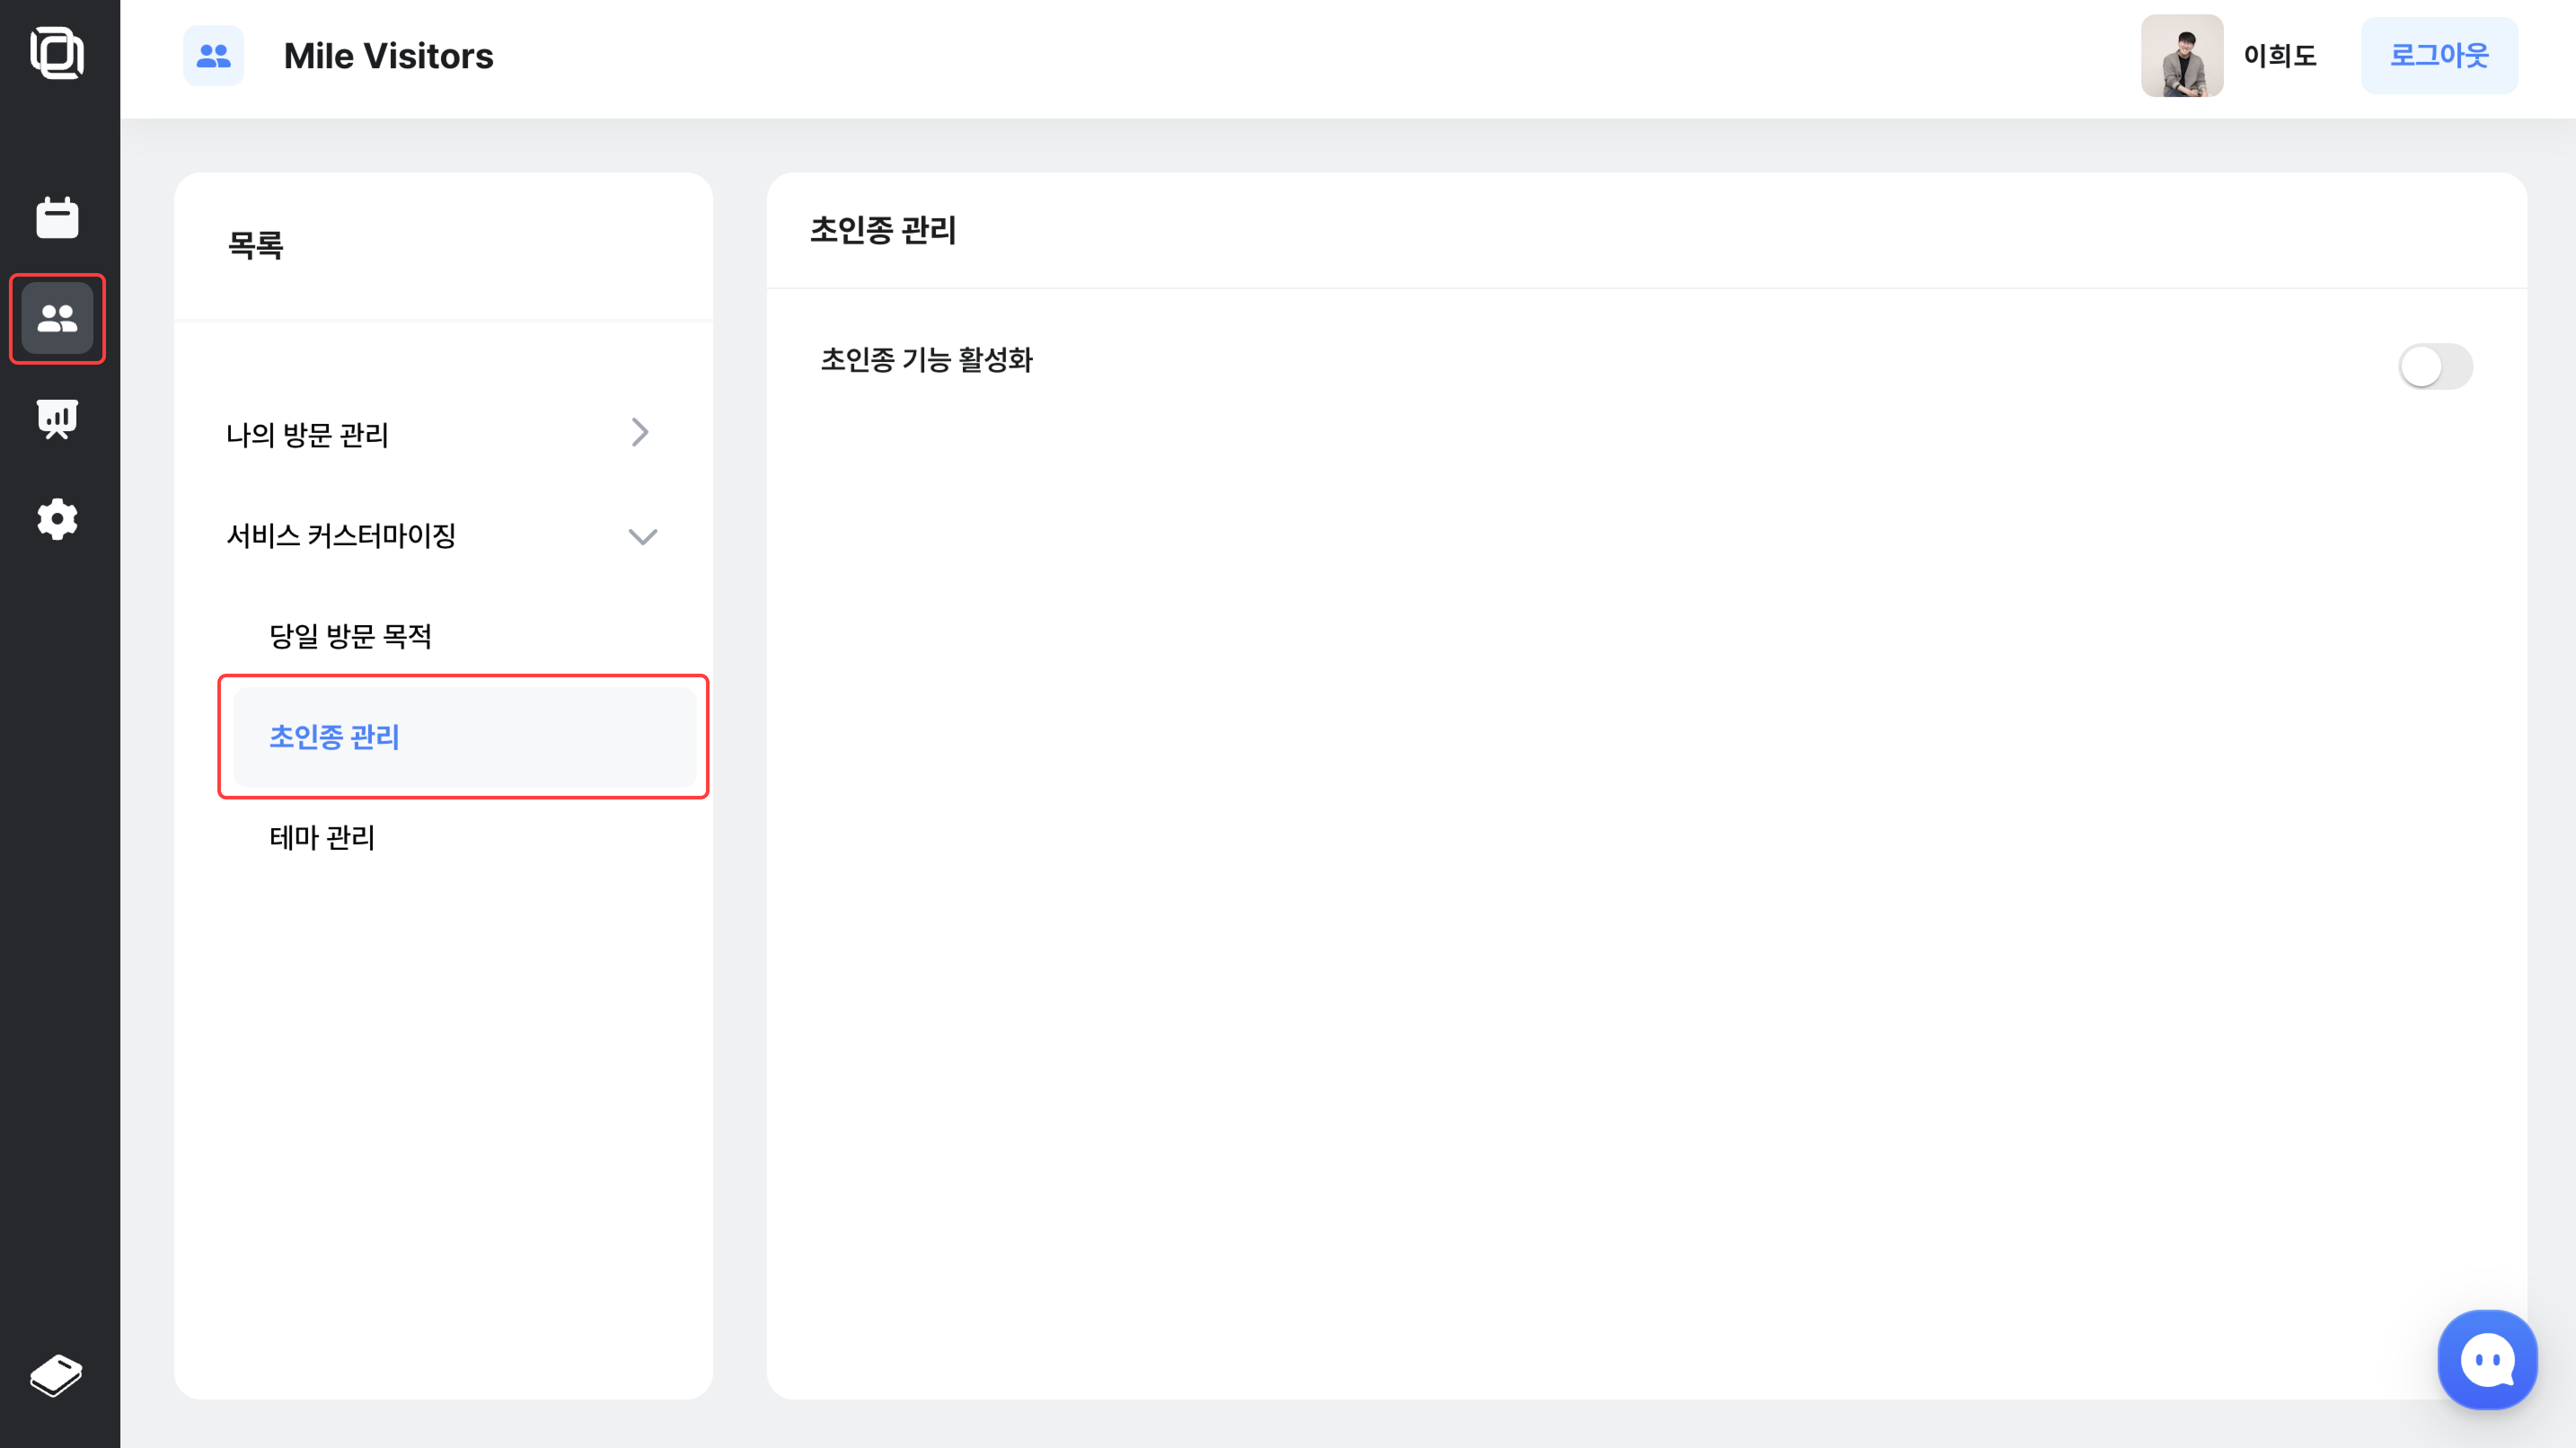 Mile Visitors
이희도
로그아웃
목록
나의 방문 관리
서비스 커스터마이징
당일 방문 목적
초인종 관리
테마 관리
초인종 관리
초인종 기능 활성화